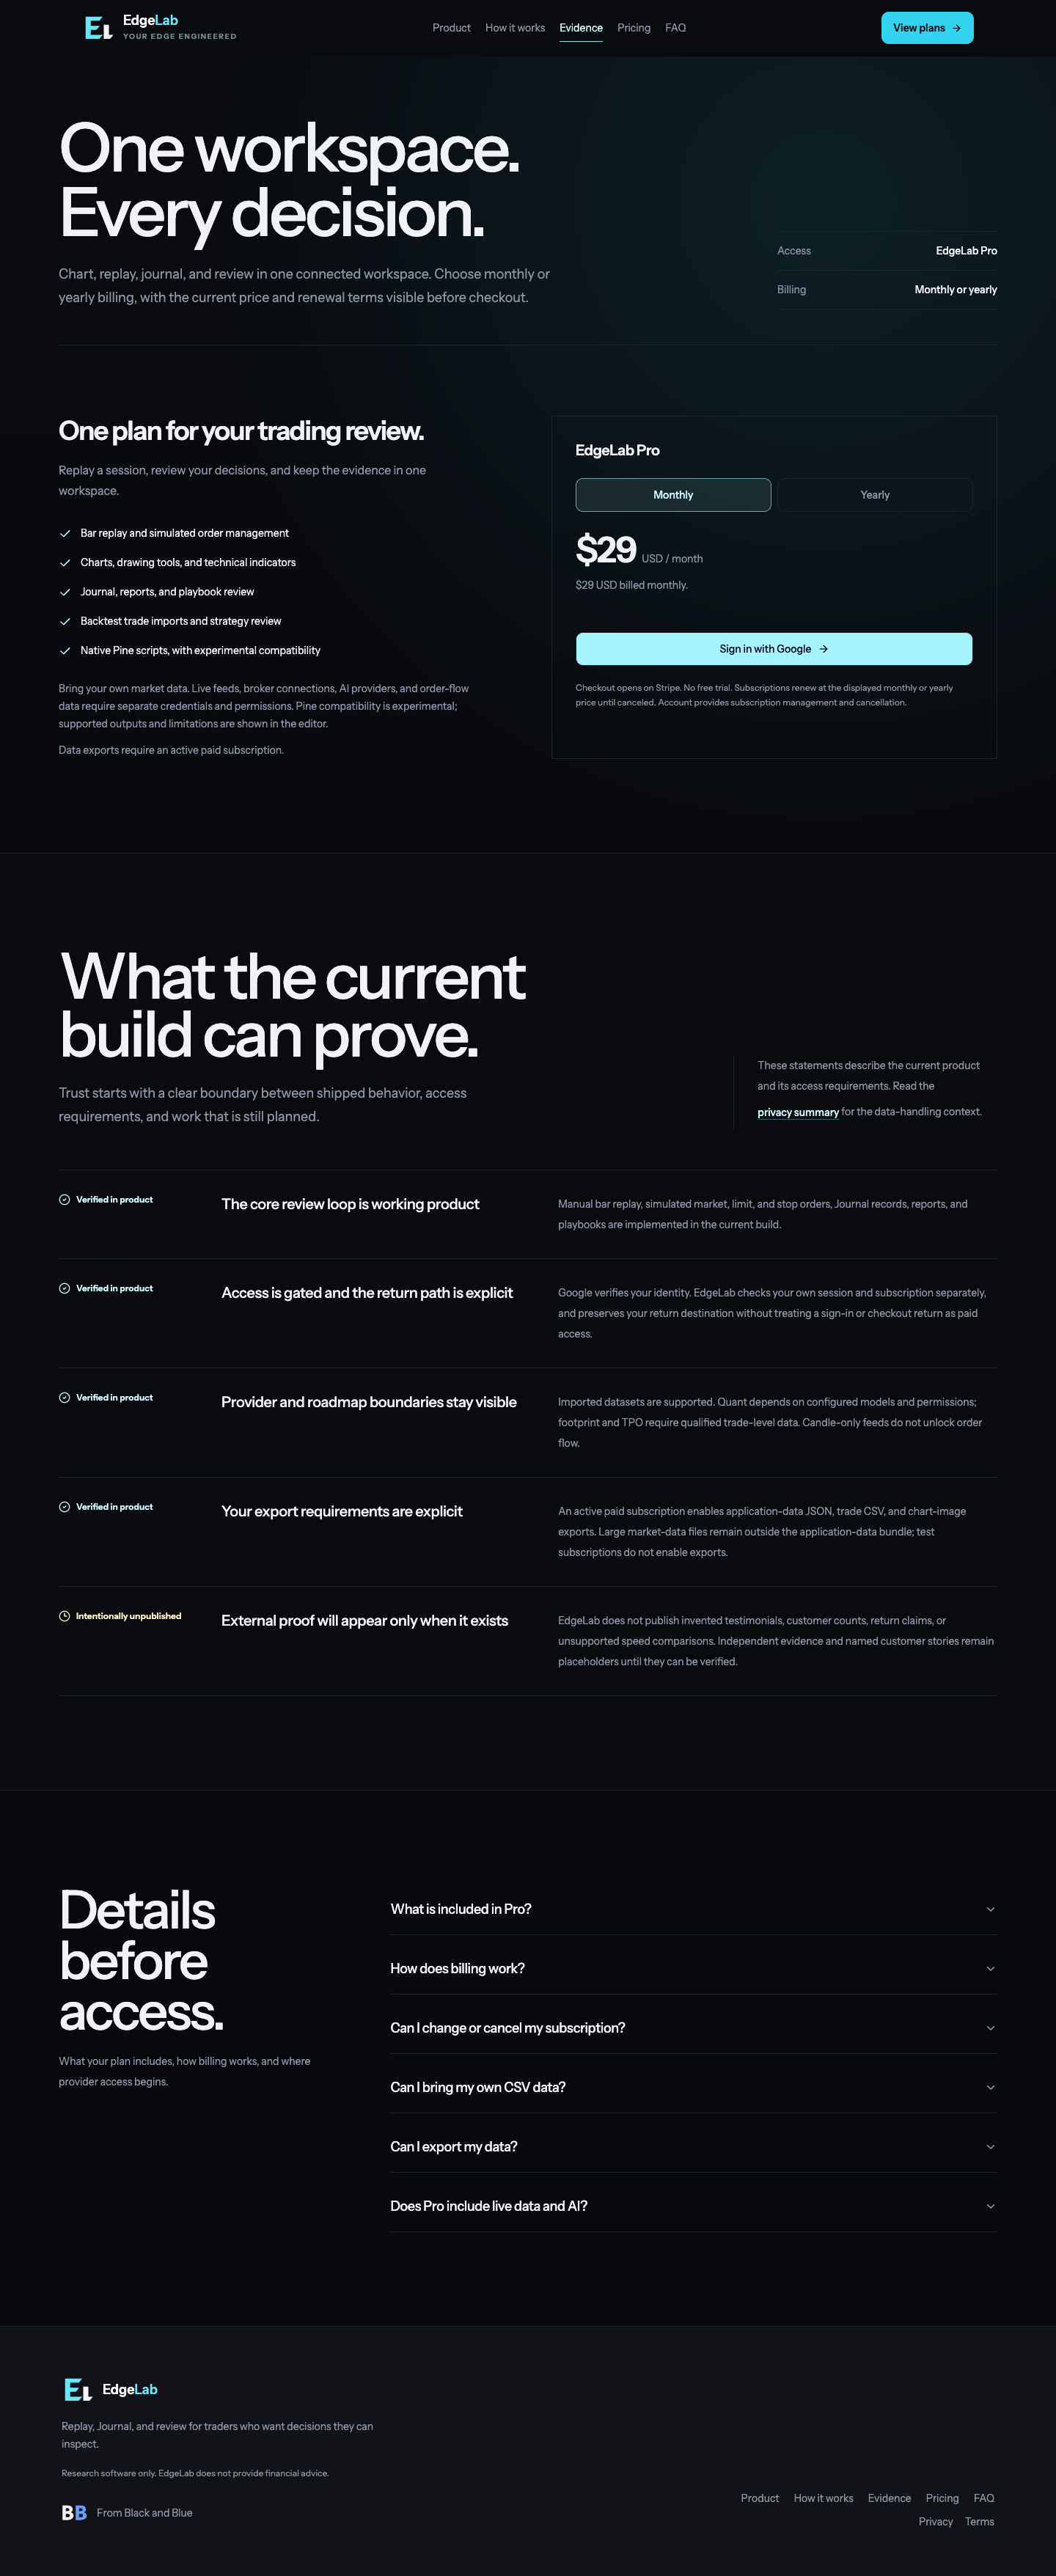 EdgeLab
YOUR EDGE ENGINEERED
Product How it works Evidence Pricing FAQ
View plans
One workspace.
Every decision.
Chart, replay, journal, and review in one connected workspace. Choose monthly or
yearly billing, with the current price and renewal terms visible before checkout.
Access EdgeLab Pro
Billing Monthly or yearly
One plan for your trading review.
Replay a session, review your decisions, and keep the evidence in one
workspace.
Bar replay and simulated order management
Charts, drawing tools, and technical indicators
Journal, reports, and playbook review
Backtest trade imports and strategy review
Native Pine scripts, with experimental compatibility
Bring your own market data. Live feeds, broker connections, AI providers, and order-flow
data require separate credentials and permissions. Pine compatibility is experimental;
supported outputs and limitations are shown in the editor.
Data exports require an active paid subscription.
EdgeLab Pro
Monthly Yearly
$29 USD / month
$29 USD billed monthly.
Sign in with Google
Checkout opens on Stripe. No free trial. Subscriptions renew at the displayed monthly or yearly
price until canceled. Account provides subscription management and cancellation.
What the current
build can prove.
Trust starts with a clear boundary between shipped behavior, access
requirements, and work that is still planned.
These statements describe the current product
and its access requirements. Read the
privacy summary for the data-handling context.
Verified in product
The core review loop is working product
Manual bar replay, simulated market, limit, and stop orders, Journal records, reports, and
playbooks are implemented in the current build.
Verified in product
Access is gated and the return path is explicit
Google verifies your identity. EdgeLab checks your own session and subscription separately,
and preserves your return destination without treating a sign-in or checkout return as paid
access.
Verified in product
Provider and roadmap boundaries stay visible
Imported datasets are supported. Quant depends on configured models and permissions;
footprint and TPO require qualified trade-level data. Candle-only feeds do not unlock order
flow.
Verified in product
Your export requirements are explicit
An active paid subscription enables application-data JSON, trade CSV, and chart-image
exports. Large market-data files remain outside the application-data bundle; test
subscriptions do not enable exports.
Intentionally unpublished
External proof will appear only when it exists
EdgeLab does not publish invented testimonials, customer counts, return claims, or
unsupported speed comparisons. Independent evidence and named customer stories remain
placeholders until they can be verified.
Details
before
access.
What your plan includes, how billing works, and where
provider access begins.
What is included in Pro?
How does billing work?
Can I change or cancel my subscription?
Can I bring my own CSV data?
Can I export my data?
Does Pro include live data and AI?
EdgeLab
Replay, Journal, and review for traders who want decisions they can
inspect.
Research software only. EdgeLab does not provide financial advice.
BB From Black and Blue
Product How it works Evidence Pricing FAQ
Privacy Terms